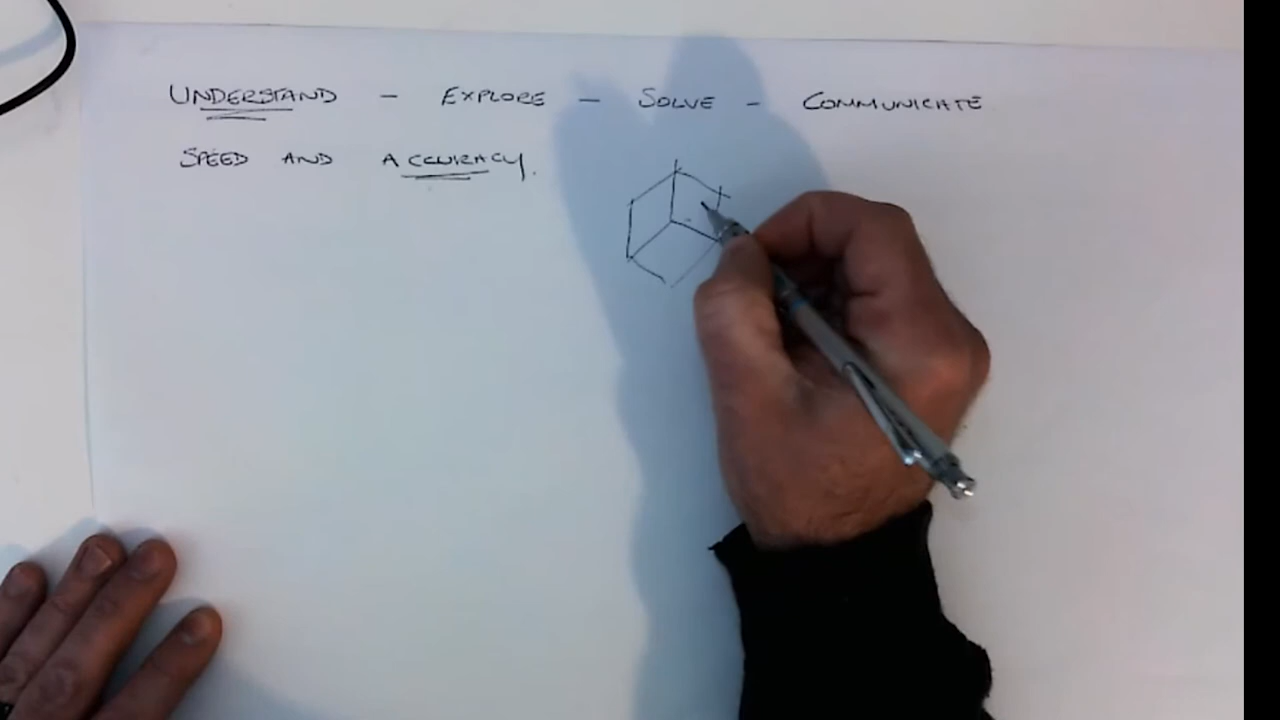 UNDERSTAND - EXPLORE - SOLVE - COMMUNICATE
SPEED AND ACCURACY.